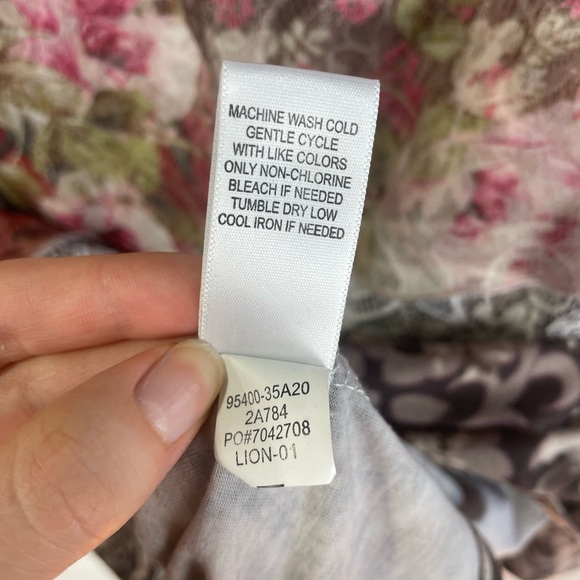 MACHINE WASH COLD
GENTLE CYCLE
WITH LIKE COLORS
ONLY NON-CHLORINE
BLEACH IF NEEDED
TUMBLE DRY LOW
COOL IRON IF NEEDED
95400-35A20
2A784
PO#7042708
LION-01